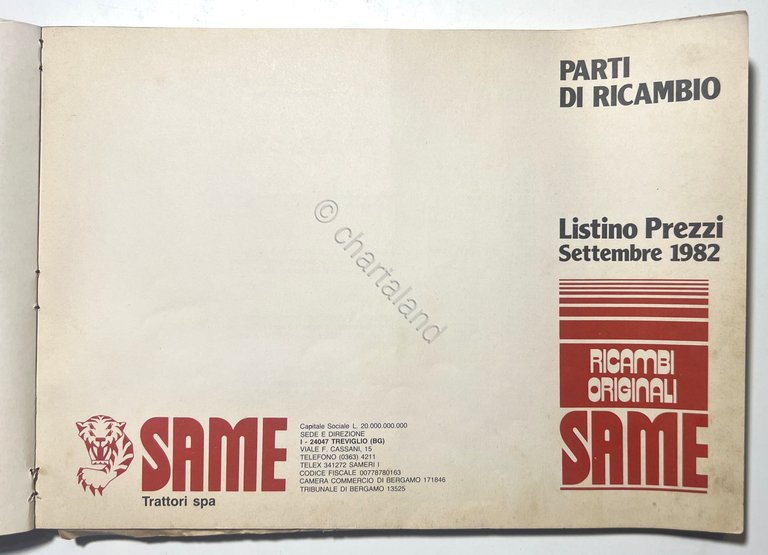 PARTI
DI RICAMBIO
Listino Prezzi
Settembre 1982
RICAMBI
ORIGINALI
SAME
SAME
Trattori spa
Capitale Sociale L. 20.000.000.000
SEDE E DIREZIONE
I - 24047 TREVIGLIO (BG)
VIALE F. CASSANI, 15
TELEFONO (0363) 4211
TELEX 341272 SAMERI I
CODICE FISCALE 00778780163
CAMERA COMMERCIO DI BERGAMO 171846
TRIBUNALE DI BERGAMO 13525
© chartaland